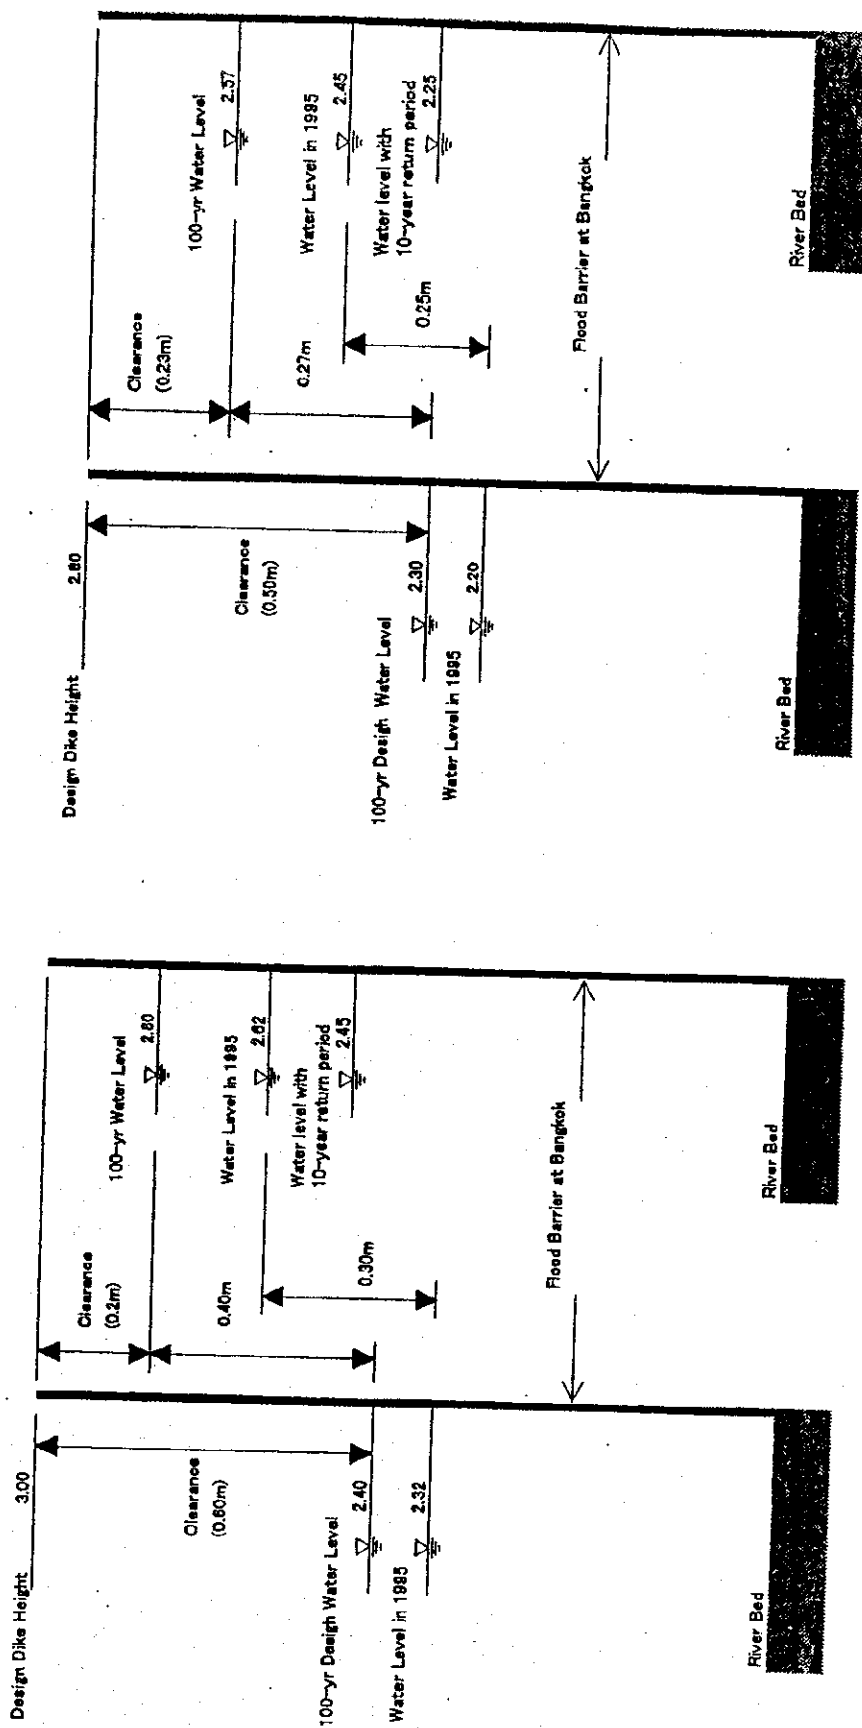 Design Dike Height
2.80
Clearance
(0.50m)
100-yr Desigh Water Level
2.30
Water Level in 1995
2.20
River Bed
Clearance
(0.23m)
0.27m
0.25m
100-yr Water Level
2.57
Water Level in 1995
2.45
Water level with
10-year return period
2.25
Flood Barrier at Bangkok
River Bed
Design Dike Height
3.00
Clearance
(0.60m)
100-yr Desigh Water Level
2.40
Water Level in 1995
2.32
River Bed
Clearance
(0.2m)
0.40m
0.30m
100-yr Water Level
2.80
Water Level in 1995
2.62
Water level with
10-year return period
2.45
Flood Barrier at Bangkok
River Bed